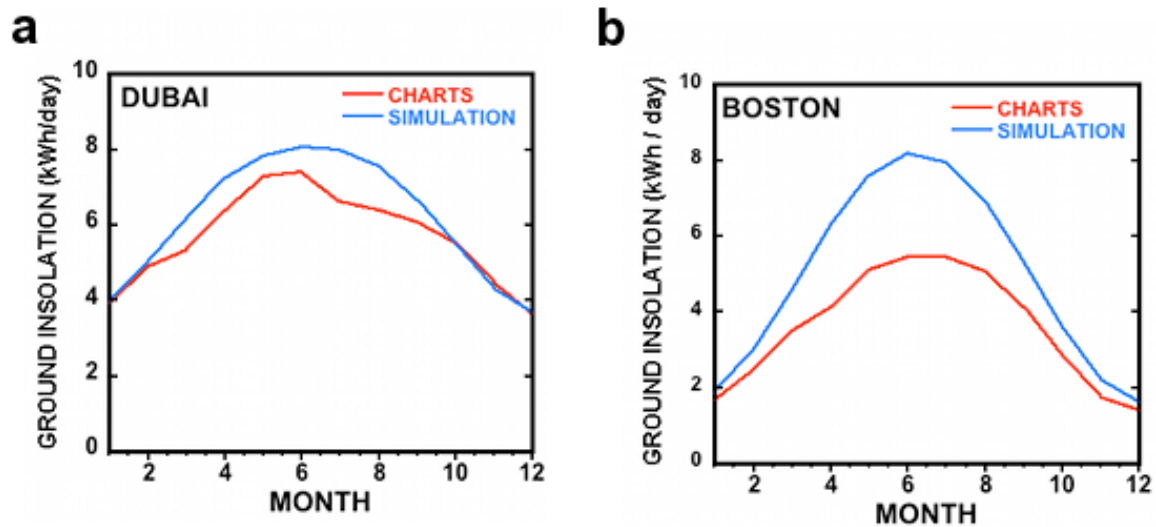 a
DUBAI
CHARTS
SIMULATION
GROUND INSOLATION (kWh/day)
10
8
6
4
2
0
2 4 6 8 10 12
MONTH
b
BOSTON
CHARTS
SIMULATION
GROUND INSOLATION (kWh / day)
10
8
6
4
2
0
2 4 6 8 10 12
MONTH